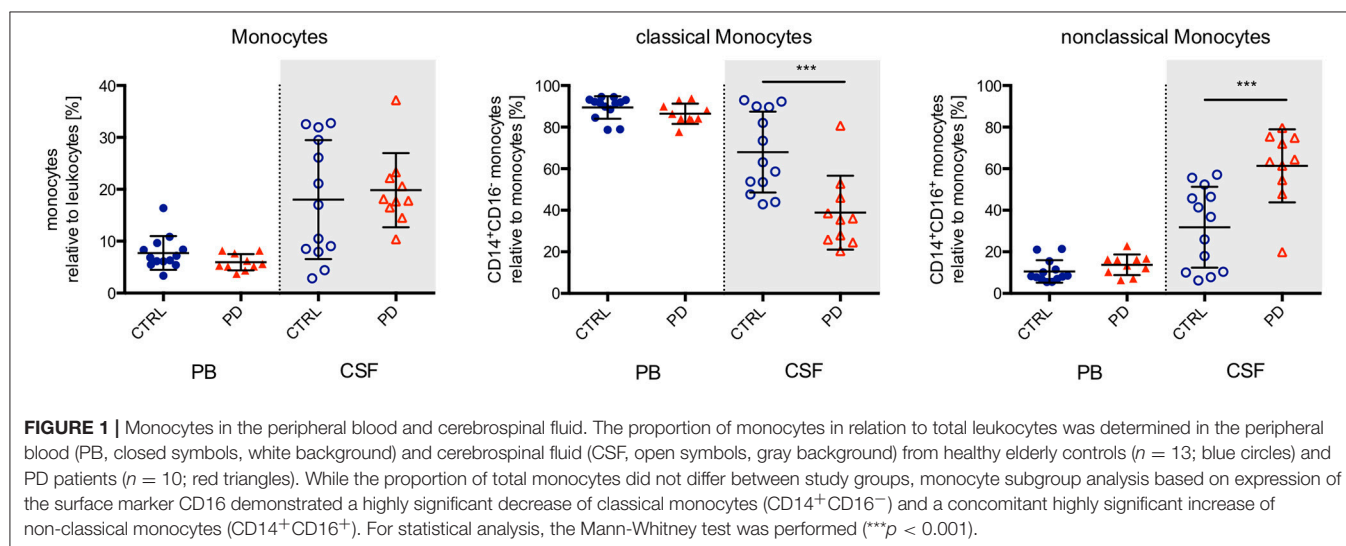 Monocytes
monocytes
relative to leukocytes [%]
40
30
20
10
0
CTRL
PD
CTRL
PD
PB
CSF
classical Monocytes
CD14+CD16- monocytes
relative to monocytes [%]
100
80
60
40
20
0
***
CTRL
PD
CTRL
PD
PB
CSF
nonclassical Monocytes
CD14+CD16+ monocytes
relative to monocytes [%]
100
80
60
40
20
0
***
CTRL
PD
CTRL
PD
PB
CSF
FIGURE 1 | Monocytes in the peripheral blood and cerebrospinal fluid. The proportion of monocytes in relation to total leukocytes was determined in the peripheral
blood (PB, closed symbols, white background) and cerebrospinal fluid (CSF, open symbols, gray background) from healthy elderly controls (n = 13; blue circles) and
PD patients (n = 10; red triangles). While the proportion of total monocytes did not differ between study groups, monocyte subgroup analysis based on expression of
the surface marker CD16 demonstrated a highly significant decrease of classical monocytes (CD14+CD16−) and a concomitant highly significant increase of
non-classical monocytes (CD14+CD16+). For statistical analysis, the Mann-Whitney test was performed (***p < 0.001).